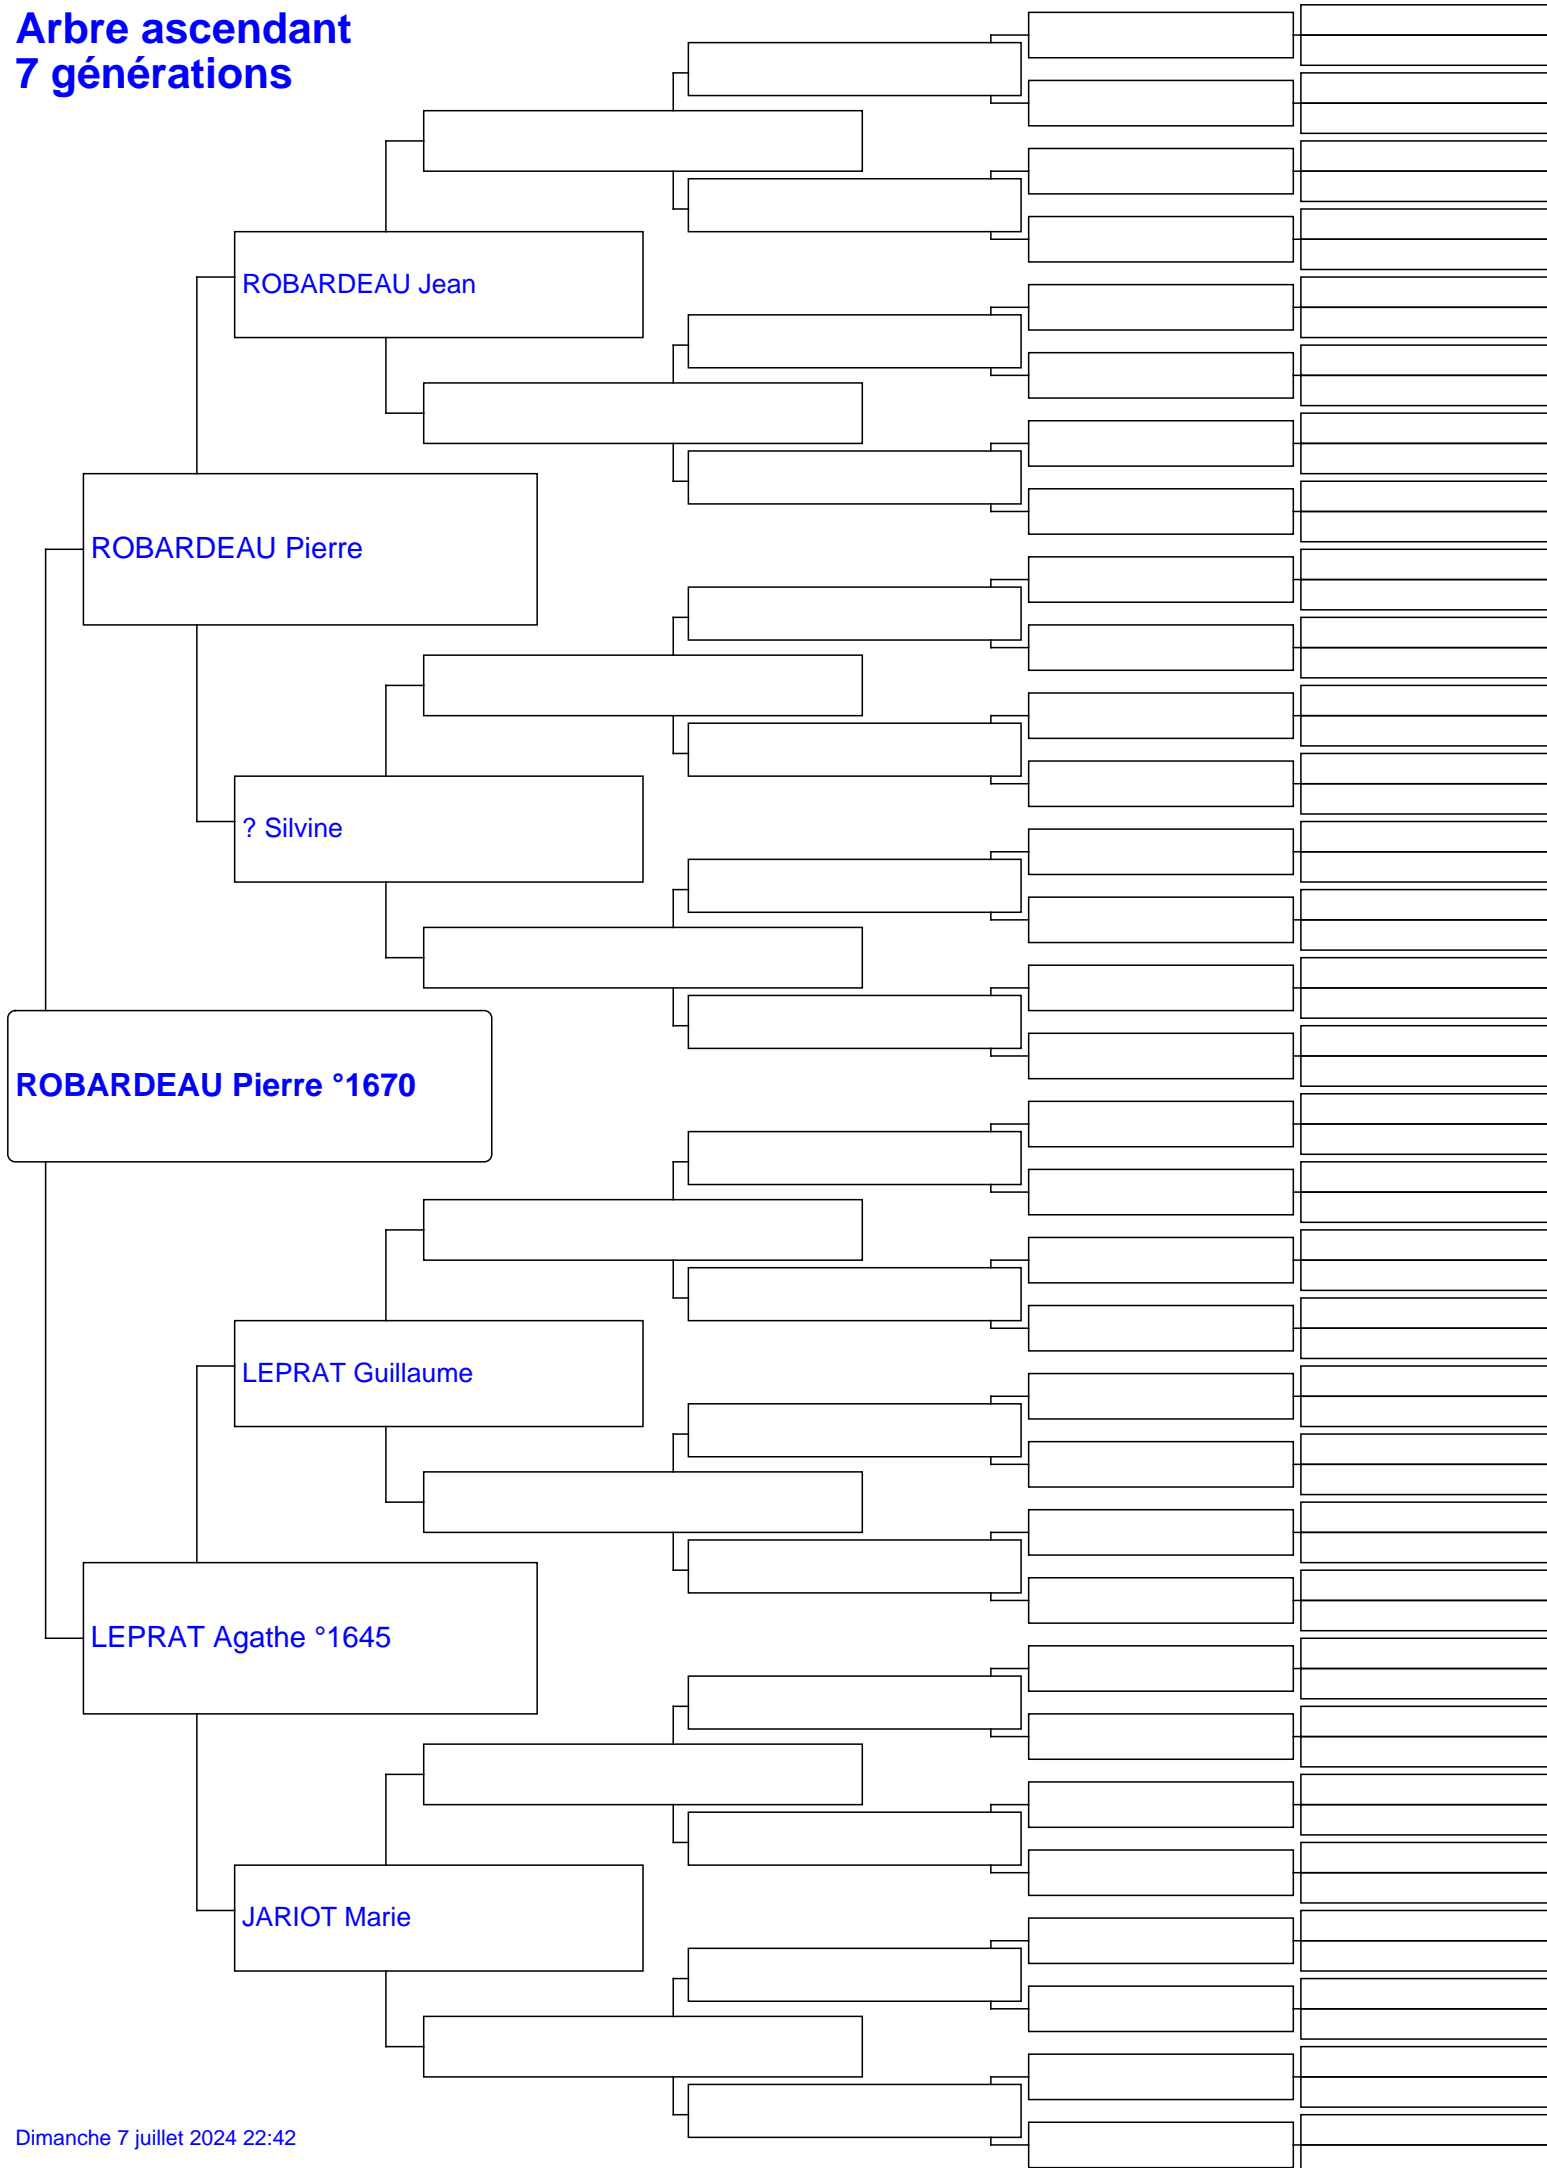 Arbre ascendant
7 générations
ROBARDEAU Jean
ROBARDEAU Pierre
? Silvine
ROBARDEAU Pierre °1670
LEPRAT Guillaume
LEPRAT Agathe °1645
JARIOT Marie
Dimanche 7 juillet 2024 22:42